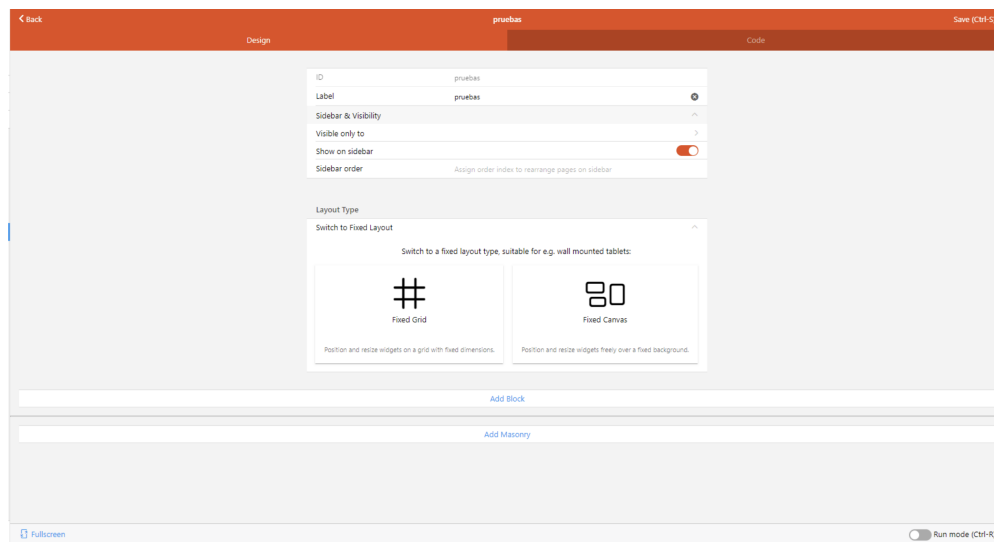 Back
pruebas
Save (Ctrl-S)
Design
Code
ID
pruebas
Label
pruebas
Sidebar & Visibility
Visible only to
Show on sidebar
Sidebar order
Assign order index to rearrange pages on sidebar
Layout Type
Switch to Fixed Layout
Switch to a fixed layout type, suitable for e.g. wall mounted tablets:
Fixed Grid
Position and resize widgets on a grid with fixed dimensions.
Fixed Canvas
Position and resize widgets freely over a fixed background.
Add Block
Add Masonry
Fullscreen
Run mode (Ctrl-R)